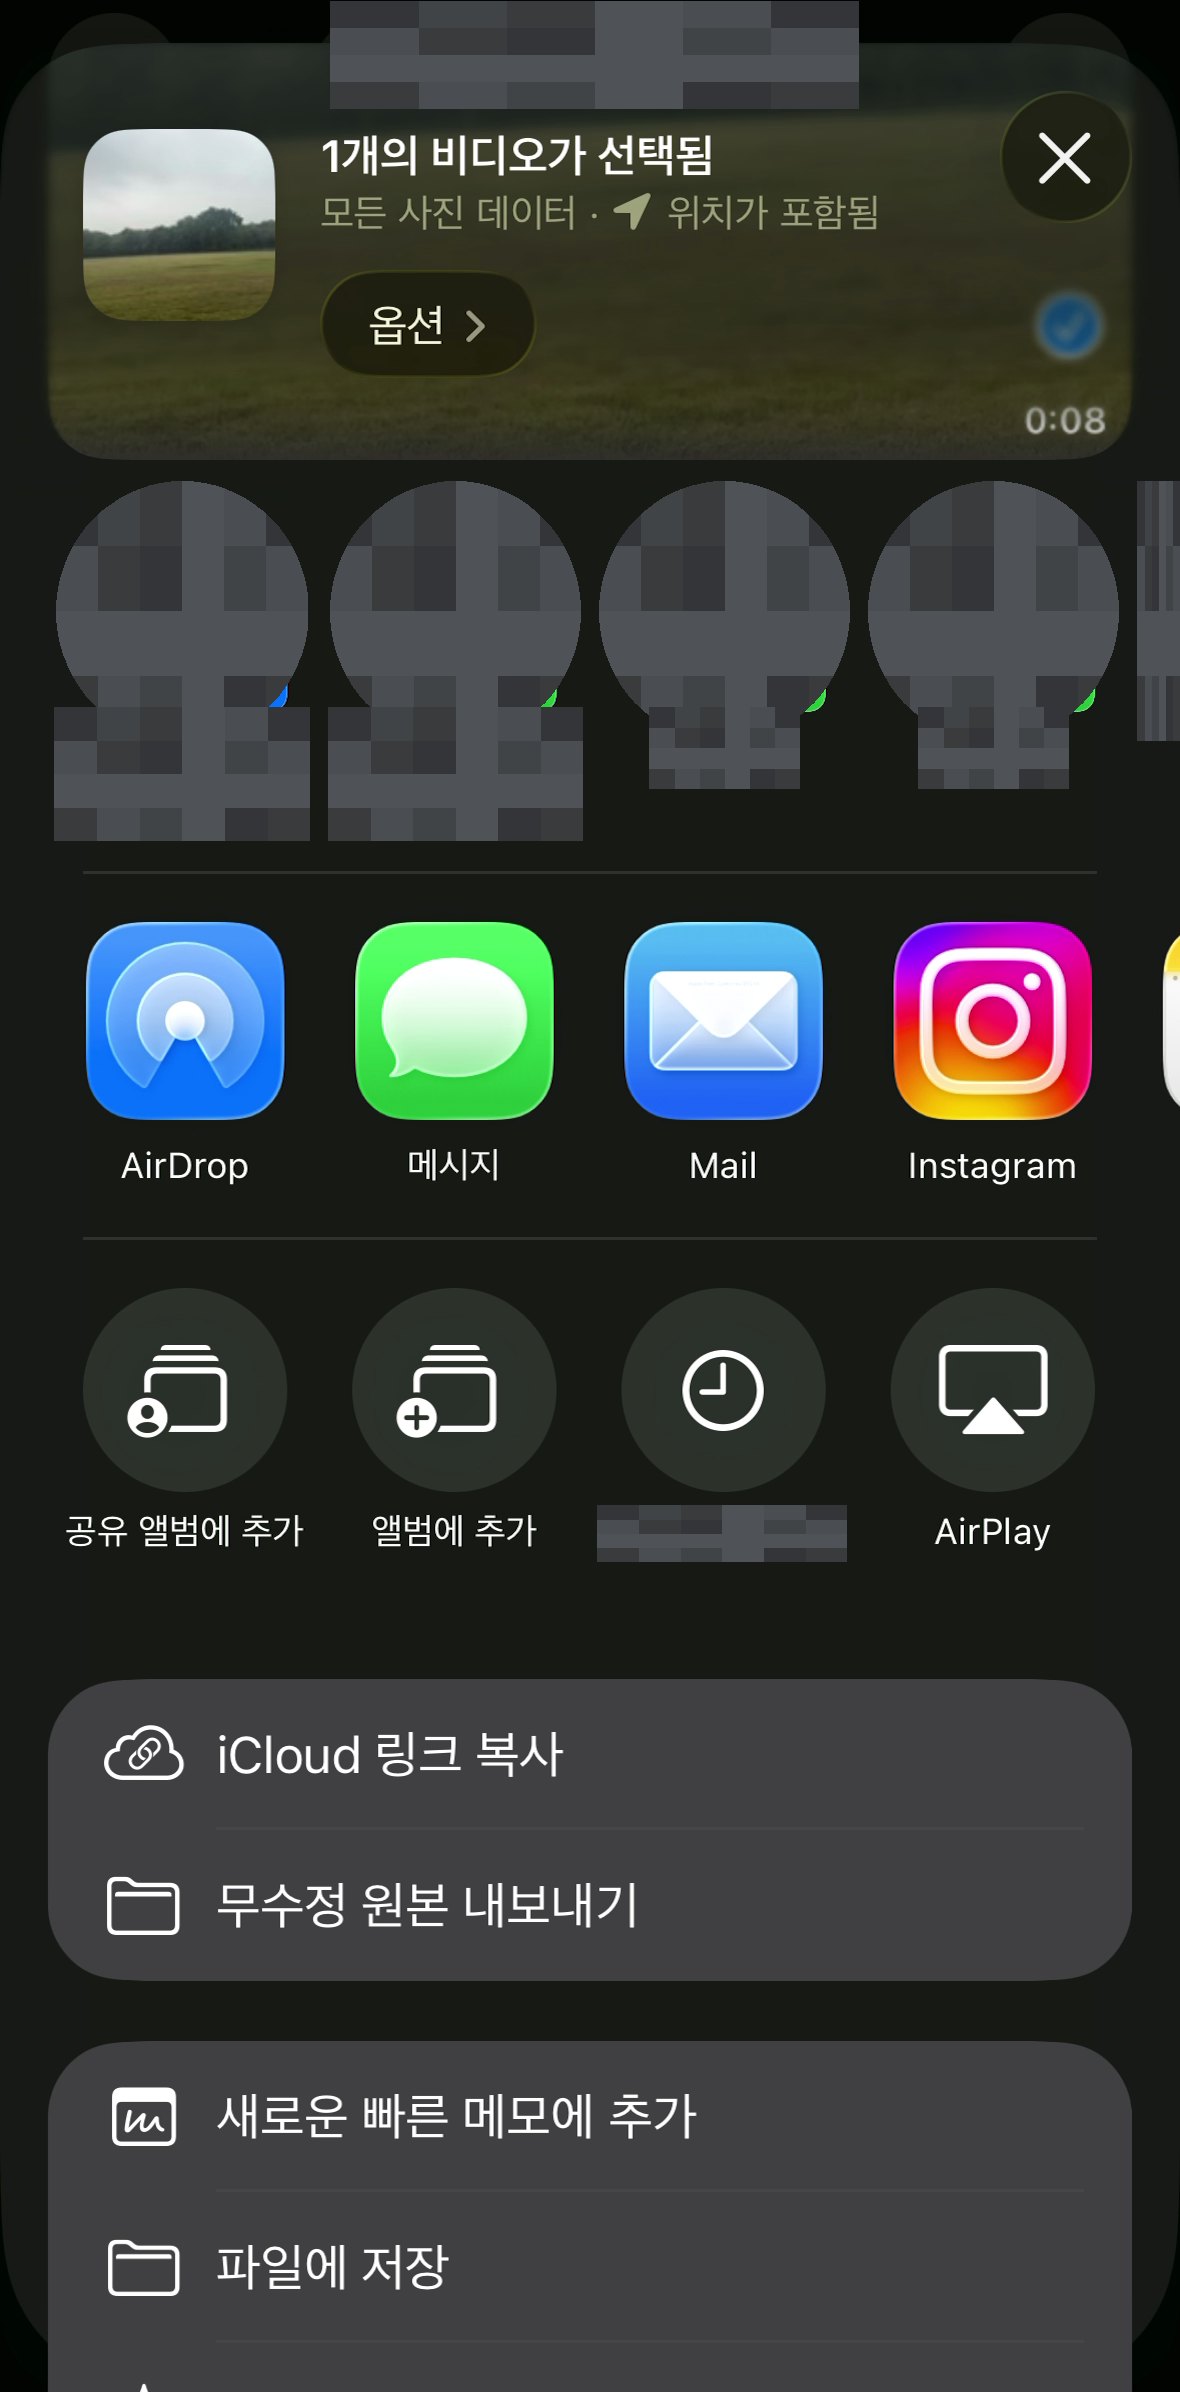 1개의 비디오가 선택됨
모든 사진 데이터 · 위치가 포함됨
옵션
0:08
AirDrop
메시지
Mail
Instagram
공유 앨범에 추가
앨범에 추가
AirPlay
iCloud 링크 복사
무수정 원본 내보내기
새로운 빠른 메모에 추가
파일에 저장